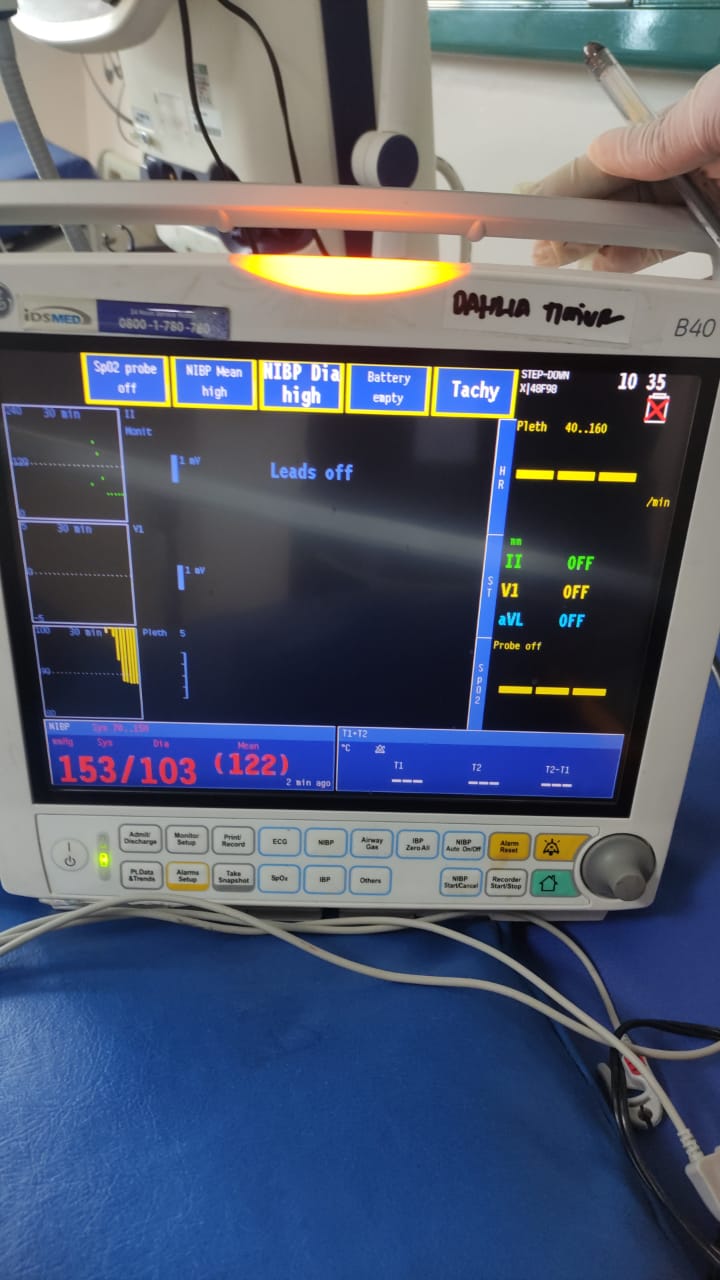 iDSMED
0800-1-780-780
DAHLIA TIMUR
B40
SpO2 probe off
NIBP Mean high
NIBP Dia high
Battery empty
Tachy
STEP-DOWN
10 35
240 30 min II
Monit
120
0
1 mV
Leads off
HR
Pleth 40..160
/min
30 min V1
-5
1 mV
ST
mm
II OFF
V1 OFF
aVL OFF
100 30 min Pleth 5
90
SpO2
Probe off
NIBP
mmHg Sys Dia Mean
153/103 (122)
2 min ago
T1+T2
°C
T1 T2 T2-T1
Admit/Discharge
Monitor Setup
Print/Record
ECG
NIBP
Airway Gas
IBP Zero All
NIBP Auto On/Off
Alarm Reset
Pt.Data &Trends
Alarms Setup
Take Snapshot
SpO₂
IBP
Others
NIBP Start/Cancel
Recorder Start/Stop